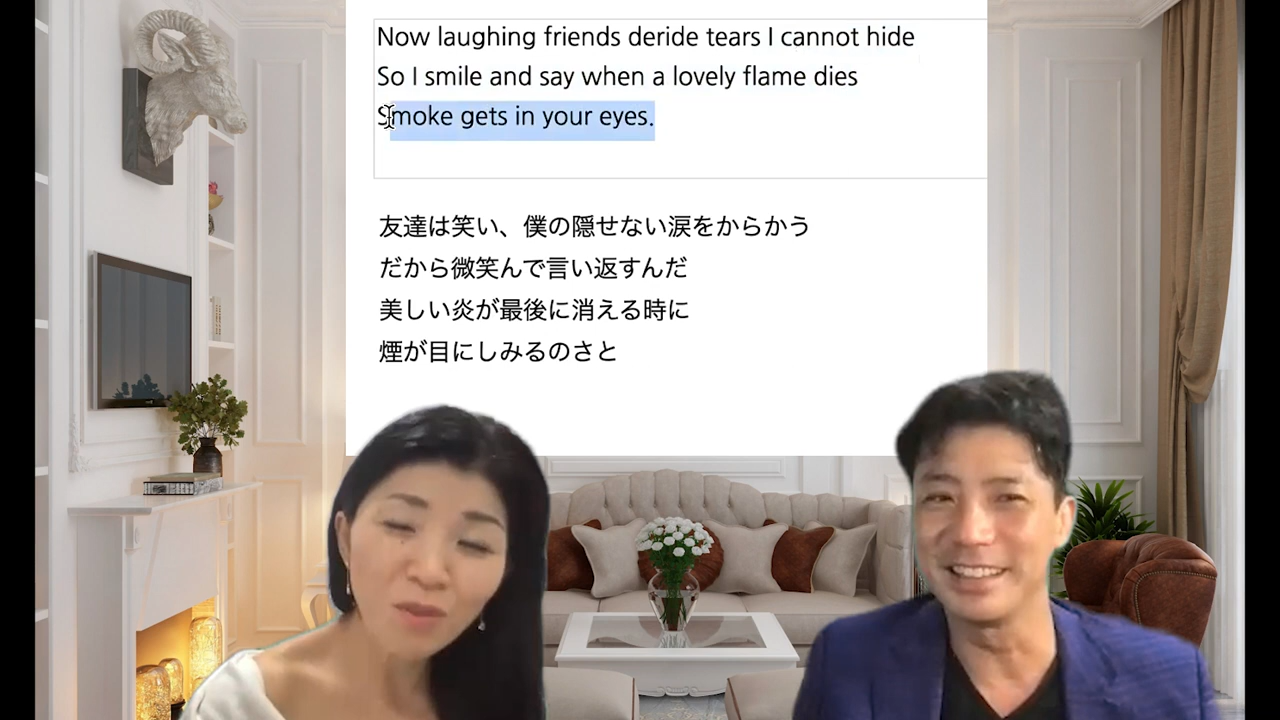 Now laughing friends deride tears I cannot hide
So I smile and say when a lovely flame dies
Smoke gets in your eyes.
友達は笑い、僕の隠せない涙をからかう
だから微笑んで言い返すんだ
美しい炎が最後に消える時に
煙が目にしみるのさと